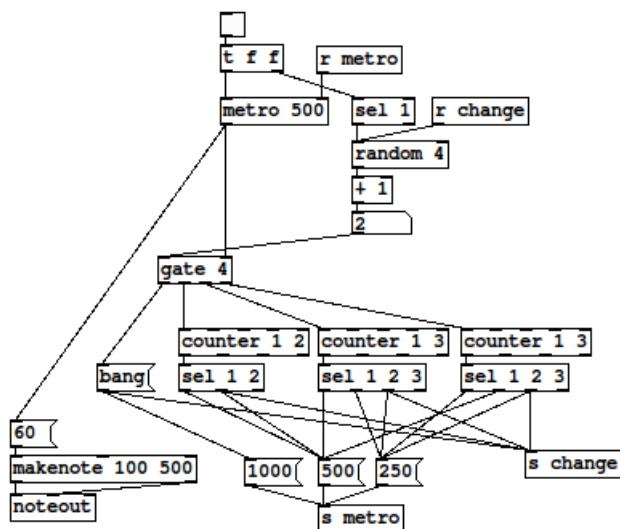 t f f
r metro
metro 500
sel 1
r change
random 4
+ 1
2
gate 4
counter 1 2
counter 1 3
counter 1 3
bang
sel 1 2
sel 1 2 3
sel 1 2 3
60
makenote 100 500
1000
500
250
s change
noteout
s metro